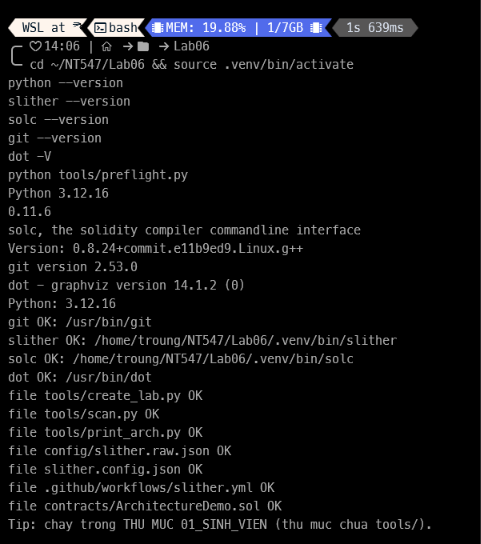 WSL at bash MEM: 19.88% | 1/7GB 1s 639ms
14:06 | Lab06
cd ~/NT547/Lab06 && source .venv/bin/activate
python --version
slither --version
solc --version
git --version
dot -V
python tools/preflight.py
Python 3.12.16
0.11.6
solc, the solidity compiler commandline interface
Version: 0.8.24+commit.e11b9ed9.Linux.g++
git version 2.53.0
dot - graphviz version 14.1.2 (0)
Python: 3.12.16
git OK: /usr/bin/git
slither OK: /home/troung/NT547/Lab06/.venv/bin/slither
solc OK: /home/troung/NT547/Lab06/.venv/bin/solc
dot OK: /usr/bin/dot
file tools/create_lab.py OK
file tools/scan.py OK
file tools/print_arch.py OK
file config/slither.raw.json OK
file slither.config.json OK
file .github/workflows/slither.yml OK
file contracts/ArchitectureDemo.sol OK
Tip: chay trong THU MUC 01_SINH_VIEN (thu muc chua tools/).